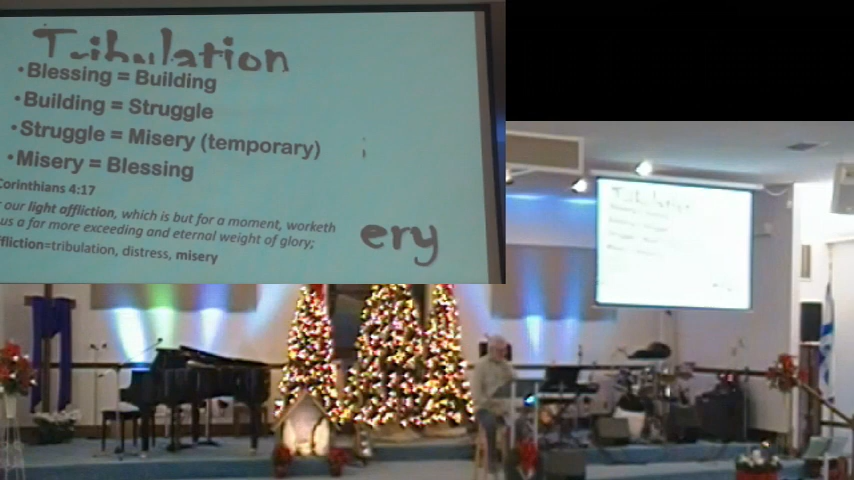 Tribulation
•Blessing = Building
•Building = Struggle
•Struggle = Misery (temporary)
•Misery = Blessing
Corinthians 4:17
our light affliction, which is but for a moment, worketh
us a far more exceeding and eternal weight of glory;
ffliction=tribulation, distress, misery
ery